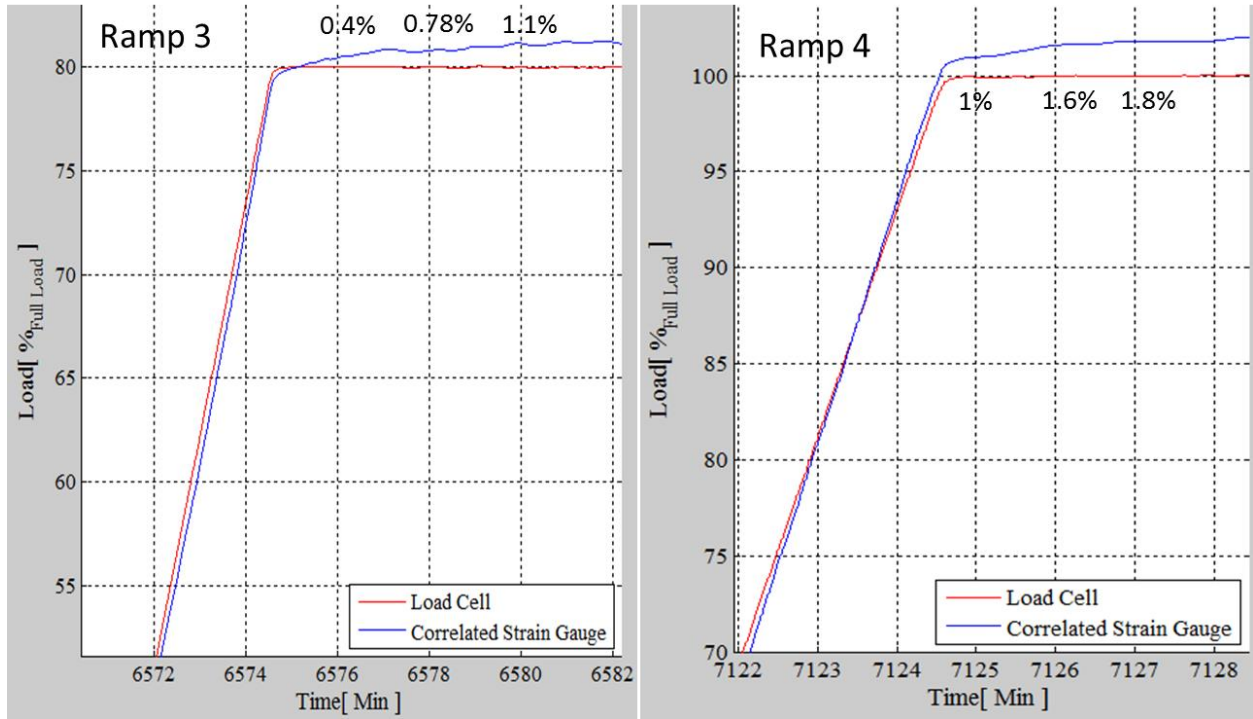 Ramp 3
0.4% 0.78% 1.1%
80
75
70
65
60
55
Load[ %Full Load ]
Load Cell
Correlated Strain Gauge
6572 6574 6576 6578 6580 6582
Time[ Min ]
Ramp 4
100
1% 1.6% 1.8%
95
90
85
80
75
70
Load[ %Full Load ]
Load Cell
Correlated Strain Gauge
7122 7123 7124 7125 7126 7127 7128
Time[ Min ]